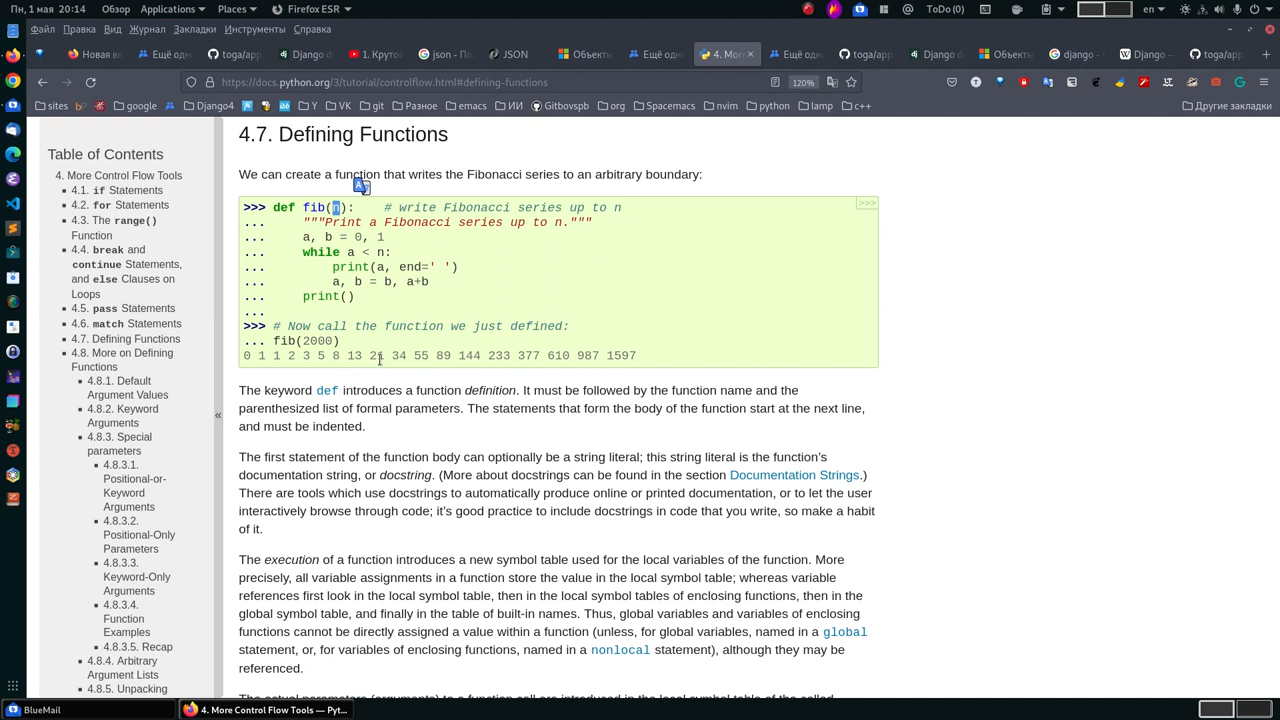 Пн, 1 мая 20:14
Obzor
Applications
Places
Firefox ESR
ToDo (0)
en
Файл Правка Вид Журнал Закладки Инструменты Справка
Новая вк
Ещё одн
toga/app
Django d
1. Крутой
json - По
JSON
Объекты
Ещё одн
4. More
Ещё одн
toga/app
Django d
Объекты
django -
Django —
toga/app
https://docs.python.org/3/tutorial/controlflow.html#defining-functions
120%
sites
google
Django4
Y
VK
git
Разное
emacs
ИИ
Gitbovspb
org
Spacemacs
nvim
python
lamp
c++
Другие закладки
Table of Contents
4. More Control Flow Tools
4.1. if Statements
4.2. for Statements
4.3. The range()
Function
4.4. break and
continue Statements,
and else Clauses on
Loops
4.5. pass Statements
4.6. match Statements
4.7. Defining Functions
4.8. More on Defining
Functions
4.8.1. Default
Argument Values
4.8.2. Keyword
Arguments
4.8.3. Special
parameters
4.8.3.1.
Positional-or-
Keyword
Arguments
4.8.3.2.
Positional-Only
Parameters
4.8.3.3.
Keyword-Only
Arguments
4.8.3.4.
Function
Examples
4.8.3.5. Recap
4.8.4. Arbitrary
Argument Lists
4.8.5. Unpacking
«
4.7. Defining Functions
We can create a function that writes the Fibonacci series to an arbitrary boundary:
>>>
>>> def fib(n):    # write Fibonacci series up to n
...     """Print a Fibonacci series up to n."""
...     a, b = 0, 1
...     while a < n:
...         print(a, end=' ')
...         a, b = b, a+b
...     print()
...
>>> # Now call the function we just defined:
... fib(2000)
0 1 1 2 3 5 8 13 21 34 55 89 144 233 377 610 987 1597
The keyword def introduces a function definition. It must be followed by the function name and the
parenthesized list of formal parameters. The statements that form the body of the function start at the next line,
and must be indented.
The first statement of the function body can optionally be a string literal; this string literal is the function’s
documentation string, or docstring. (More about docstrings can be found in the section Documentation Strings.)
There are tools which use docstrings to automatically produce online or printed documentation, or to let the user
interactively browse through code; it’s good practice to include docstrings in code that you write, so make a habit
of it.
The execution of a function introduces a new symbol table used for the local variables of the function. More
precisely, all variable assignments in a function store the value in the local symbol table; whereas variable
references first look in the local symbol table, then in the local symbol tables of enclosing functions, then in the
global symbol table, and finally in the table of built-in names. Thus, global variables and variables of enclosing
functions cannot be directly assigned a value within a function (unless, for global variables, named in a global
statement, or, for variables of enclosing functions, named in a nonlocal statement), although they may be
referenced.
BlueMail
4. More Control Flow Tools — Pyt...